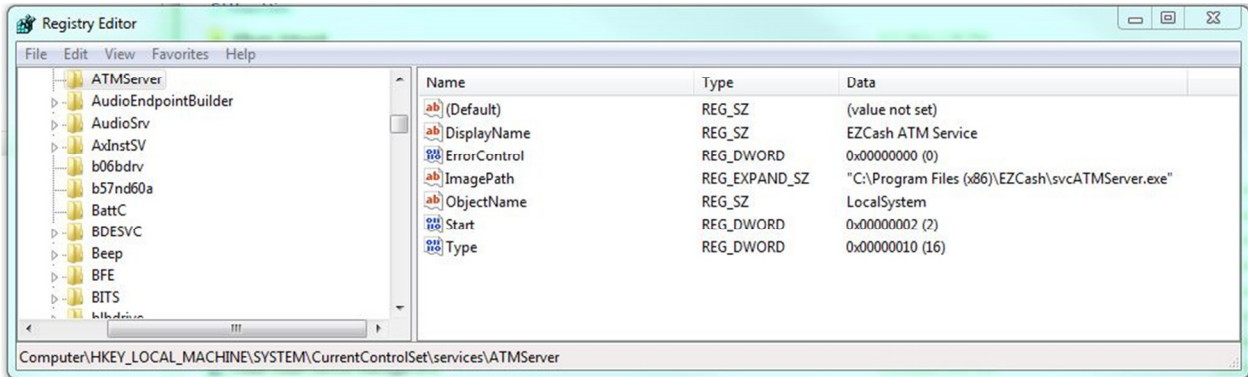 Registry Editor
File Edit View Favorites Help
ATMServer
AudioEndpointBuilder
AudioSrv
AxInstSV
b06bdrv
b57nd60a
BattC
BDESVC
Beep
BFE
BITS
Name Type Data
(Default) REG_SZ (value not set)
DisplayName REG_SZ EZCash ATM Service
ErrorControl REG_DWORD 0x00000000 (0)
ImagePath REG_EXPAND_SZ "C:\Program Files (x86)\EZCash\svcATMServer.exe"
ObjectName REG_SZ LocalSystem
Start REG_DWORD 0x00000002 (2)
Type REG_DWORD 0x00000010 (16)
Computer\HKEY_LOCAL_MACHINE\SYSTEM\CurrentControlSet\services\ATMServer